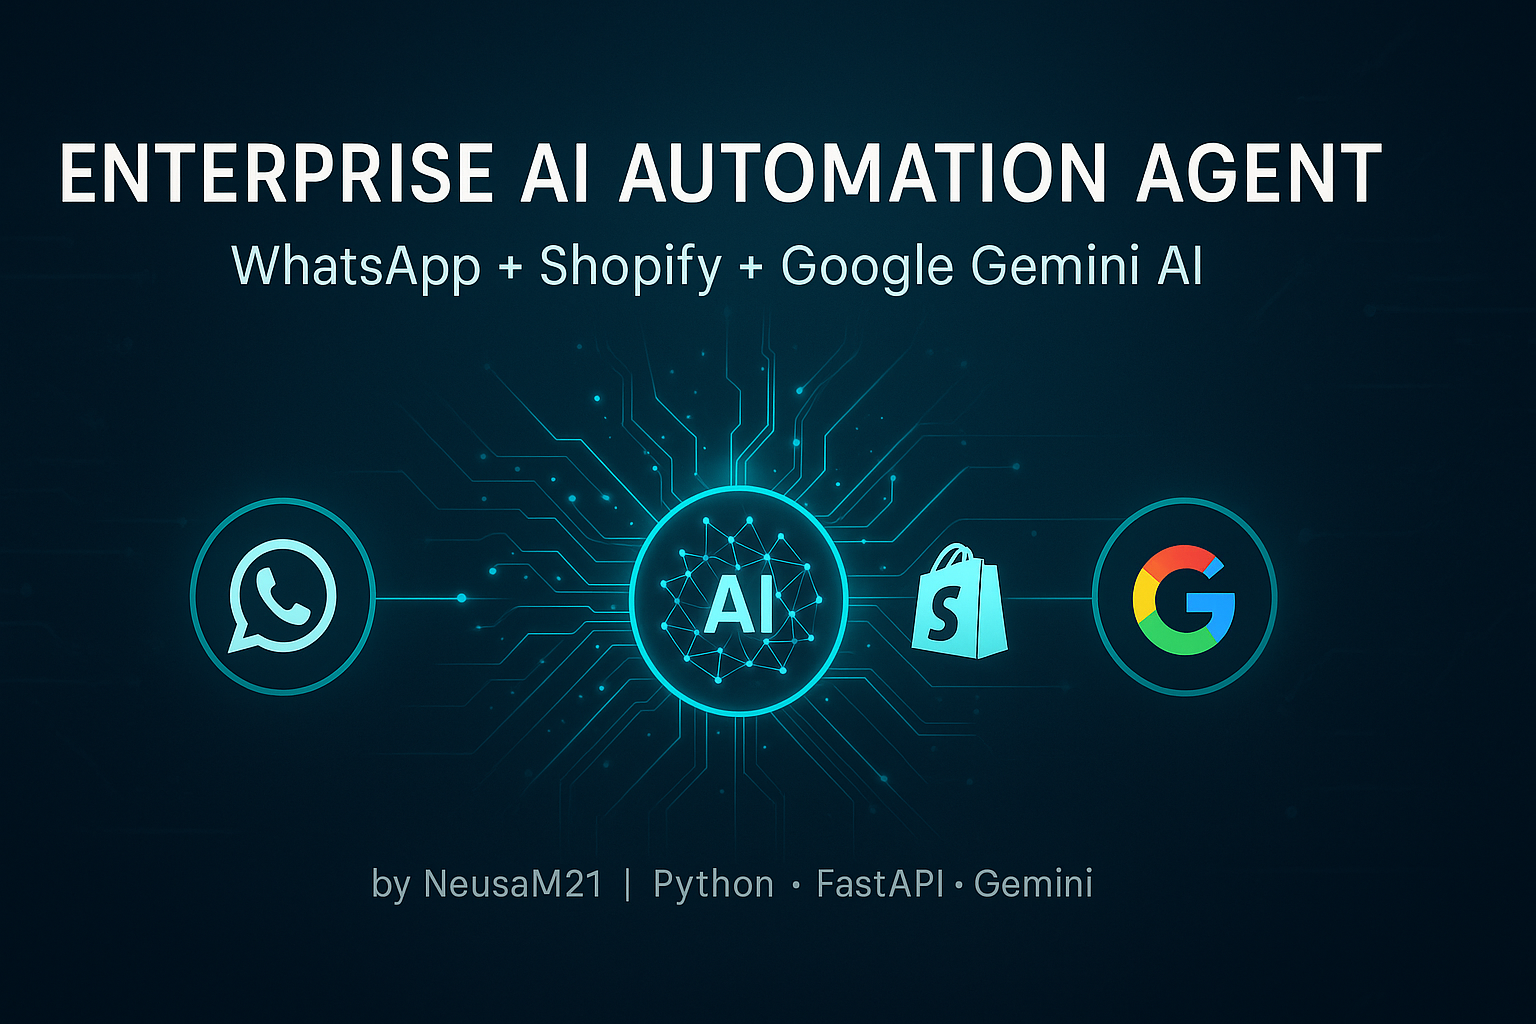 ENTERPRISE AI AUTOMATION AGENT
WhatsApp + Shopify + Google Gemini AI
AI
S
G
by NeusaM21 | Python · FastAPI · Gemini